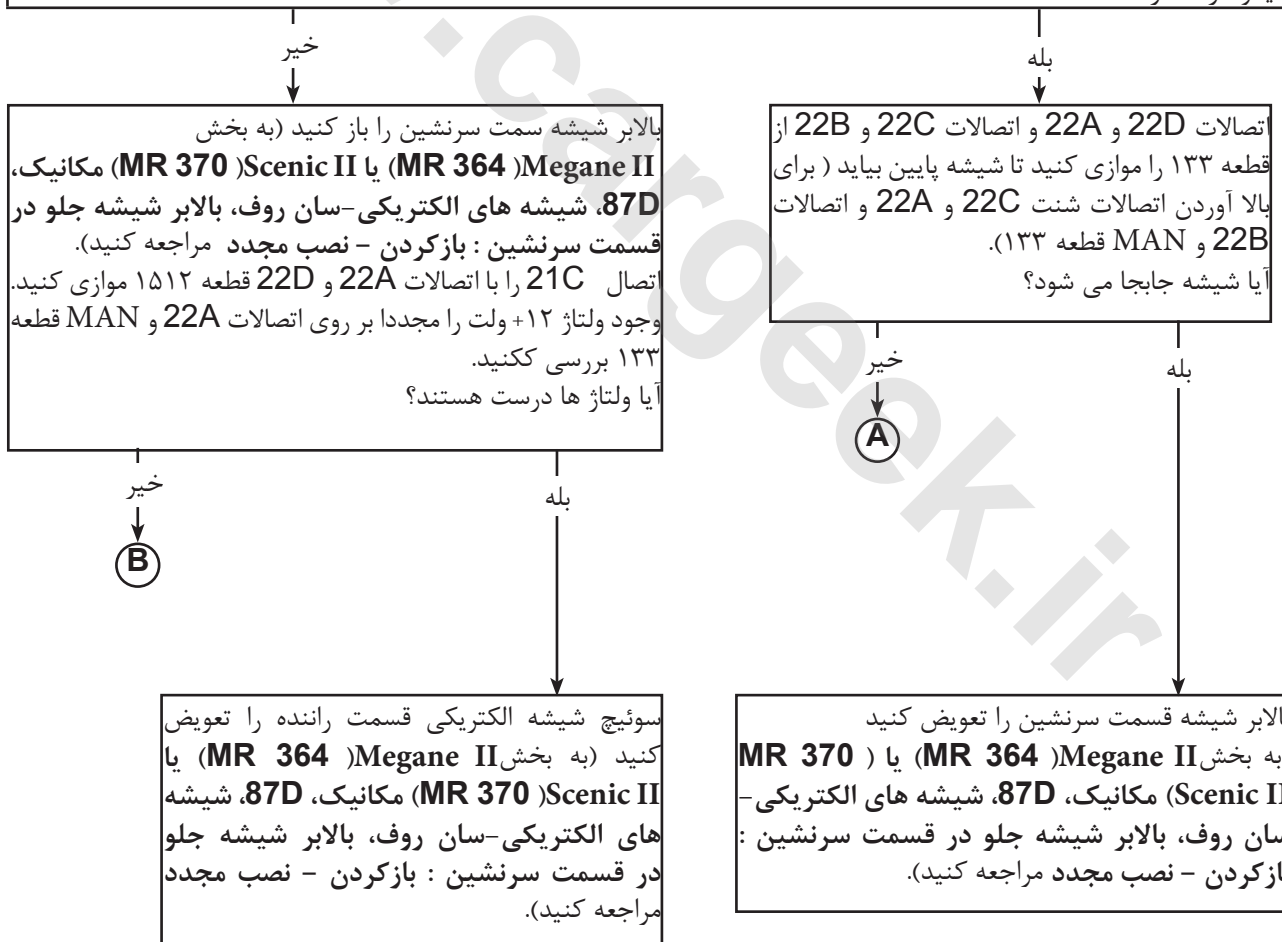 خیر
بله
بالابر شیشه سمت سرنشین را باز کنید (به بخش
Megane II (MR 364) یا Scenic II (MR 370) مکانیک،
87D، شیشه های الکتریکی-سان روف، بالابر شیشه جلو در
قسمت سرنشین : بازکردن - نصب مجدد مراجعه کنید).
اتصال 21C را با اتصالات 22A و 22D قطعه ۱۵۱۲ موازی کنید.
وجود ولتاژ ۱۲+ ولت را مجددا بر روی اتصالات 22A و MAN قطعه
۱۳۳ بررسی ککنید.
آیا ولتاژ ها درست هستند؟
اتصالات 22D و 22A و اتصالات 22C و 22B از
قطعه ۱۳۳ را موازی کنید تا شیشه پایین بیاید ( برای
بالا آوردن اتصالات شنت 22C و 22A و اتصالات
22B و MAN قطعه ۱۳۳).
آیا شیشه جابجا می شود؟
خیر
بله
A
خیر
بله
B
سوئیچ شیشه الکتریکی قسمت راننده را تعویض
کنید (به بخش Megane II (MR 364) یا
Scenic II (MR 370) مکانیک، 87D، شیشه
های الکتریکی-سان روف، بالابر شیشه جلو
در قسمت سرنشین : بازکردن - نصب مجدد
مراجعه کنید).
بالابر شیشه قسمت سرنشین را تعویض کنید
(به بخش Megane II (MR 364) یا ( MR 370
Scenic II) مکانیک، 87D، شیشه های الکتریکی-
سان روف، بالابر شیشه جلو در قسمت سرنشین :
بازکردن - نصب مجدد مراجعه کنید).
.cargeek.ir